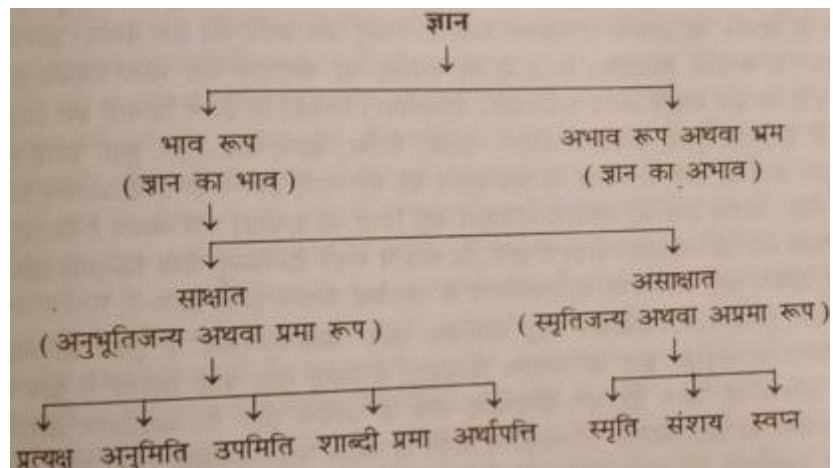 ज्ञान
भाव रूप
अभाव रूप अथवा भ्रम
( ज्ञान का भाव )
( ज्ञान का अभाव )
साक्षात
असाक्षात
( अनुभूतिजन्य अथवा प्रमा रूप )
( स्मृतिजन्य अथवा अप्रमा रूप )
प्रत्यक्ष अनुमिति उपमिति शाब्दी प्रमा अर्थापत्ति स्मृति संशय स्वप्न